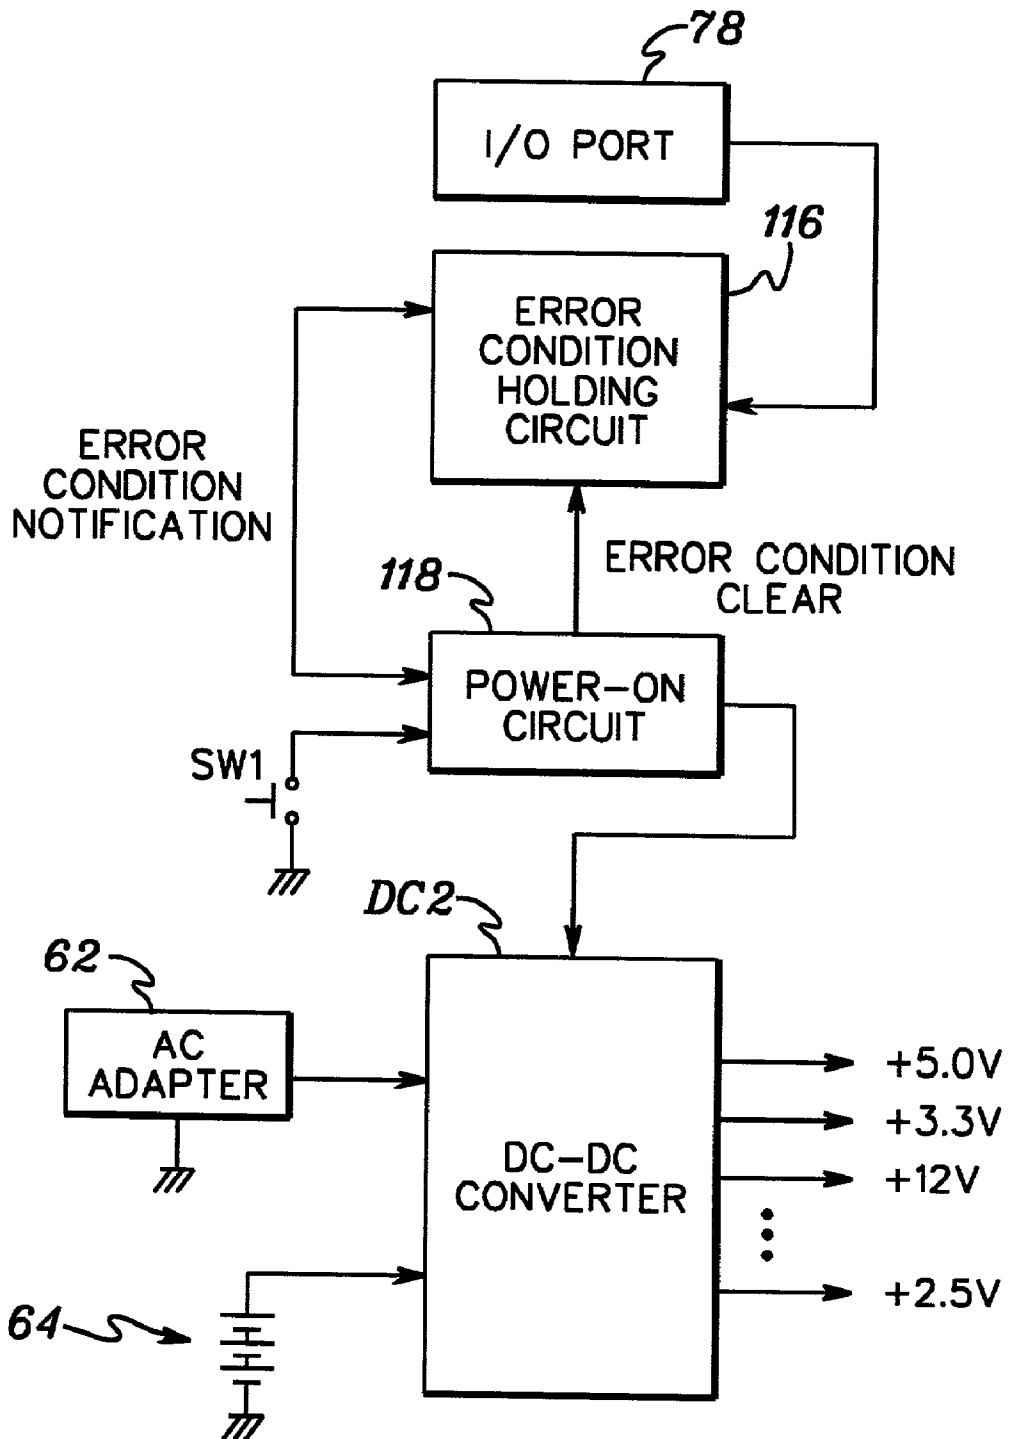 78
I/O PORT
116
ERROR
CONDITION
HOLDING
CIRCUIT
ERROR
CONDITION
NOTIFICATION
ERROR CONDITION
CLEAR
118
POWER-ON
CIRCUIT
SW1
DC2
62
AC
ADAPTER
DC-DC
CONVERTER
+5.0V
+3.3V
+12V
+2.5V
64